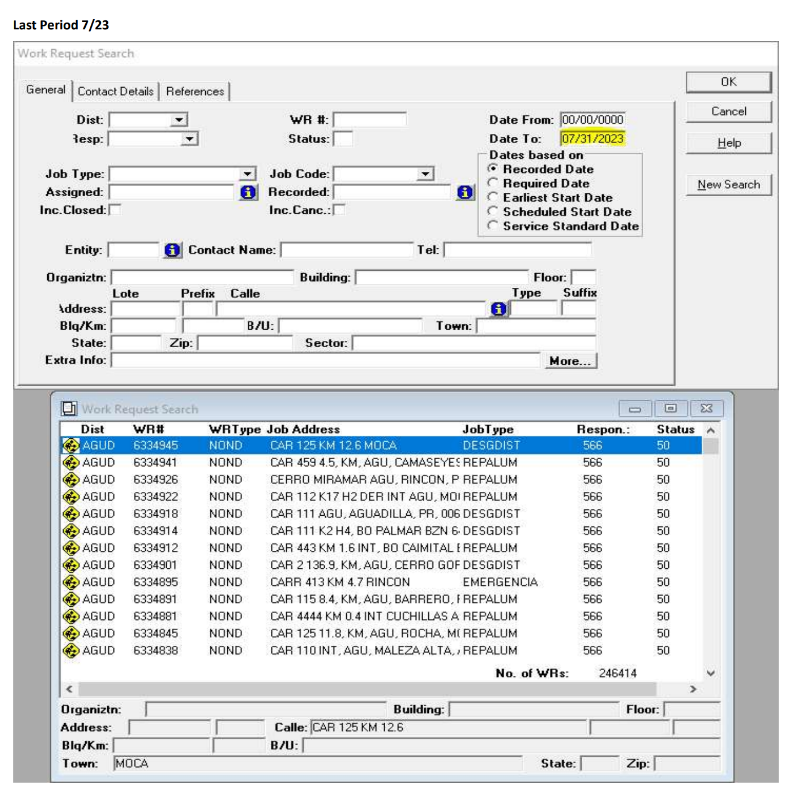 Last Period 7/23
Work Request Search
General Contact Details References
OK
Cancel
Help
New Search
Dist: WR #: Date From: 00/00/0000
Resp: Status: Date To: 07/31/2023
Dates based on
Recorded Date
Required Date
Earliest Start Date
Scheduled Start Date
Service Standard Date
Job Type: Job Code:
Assigned: Recorded:
Inc.Closed: Inc.Canc.:
Entity: Contact Name: Tel:
Organiztn: Building: Floor:
Lote Prefix Calle Type Suffix
Address:
Blq/Km: B/U: Town:
State: Zip: Sector:
Extra Info: More...
Work Request Search
Dist WR# WRType Job Address JobType Respon.: Status
AGUD 6334945 NOND CAR 125 KM 12.6 MOCA DESGDIST 566 50
AGUD 6334941 NOND CAR 459 4.5, KM, AGU, CAMASEYES REPALUM 566 50
AGUD 6334926 NOND CERRO MIRAMAR AGU, RINCON, P REPALUM 566 50
AGUD 6334922 NOND CAR 112 K17 H2 DER INT AGU, MOI REPALUM 566 50
AGUD 6334918 NOND CAR 111 AGU, AGUADILLA, PR, 006 DESGDIST 566 50
AGUD 6334914 NOND CAR 111 K2 H4, BO PALMAR BZN 6- DESGDIST 566 50
AGUD 6334912 NOND CAR 443 KM 1.6 INT, BO CAIMITAL REPALUM 566 50
AGUD 6334901 NOND CAR 2 136.9, KM, AGU, CERRO GOF DESGDIST 566 50
AGUD 6334895 NOND CARR 413 KM 4.7 RINCON EMERGENCIA 566 50
AGUD 6334891 NOND CAR 115 8.4, KM, AGU, BARRERO, REPALUM 566 50
AGUD 6334881 NOND CAR 4444 KM 0.4 INT CUCHILLAS A REPALUM 566 50
AGUD 6334845 NOND CAR 125 11.8, KM, AGU, ROCHA, M( REPALUM 566 50
AGUD 6334838 NOND CAR 110 INT, AGU, MALEZA ALTA, REPALUM 566 50
No. of WRs: 246414
Organiztn: Building: Floor:
Address: Calle: CAR 125 KM 12.6
Blq/Km: B/U:
Town: MOCA State: Zip: